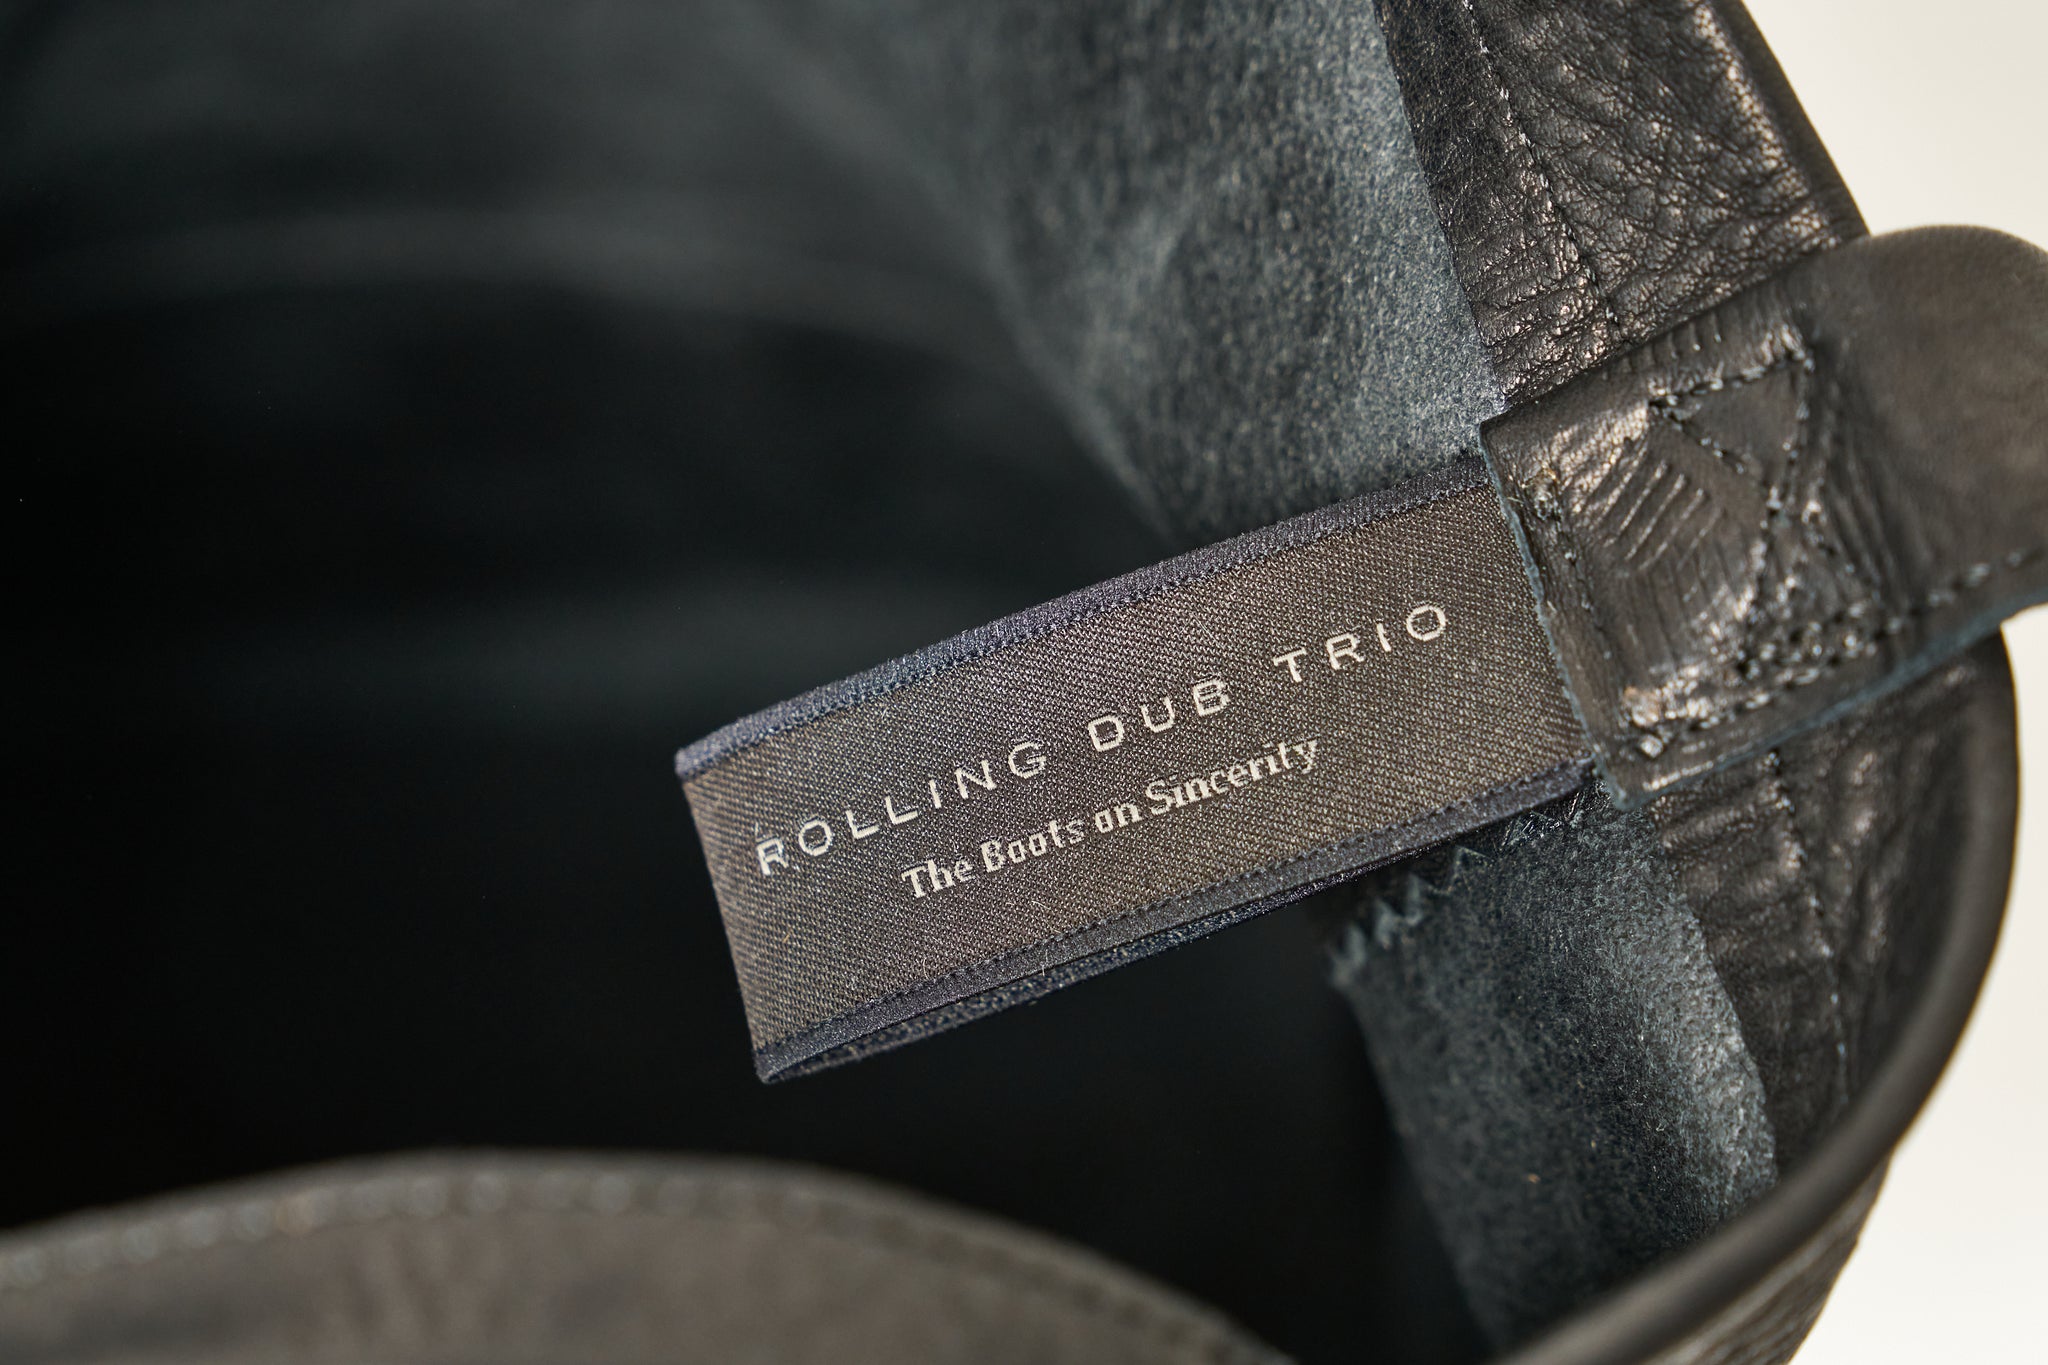 ROLLING DUB TRIO
The Boots on Sincerity